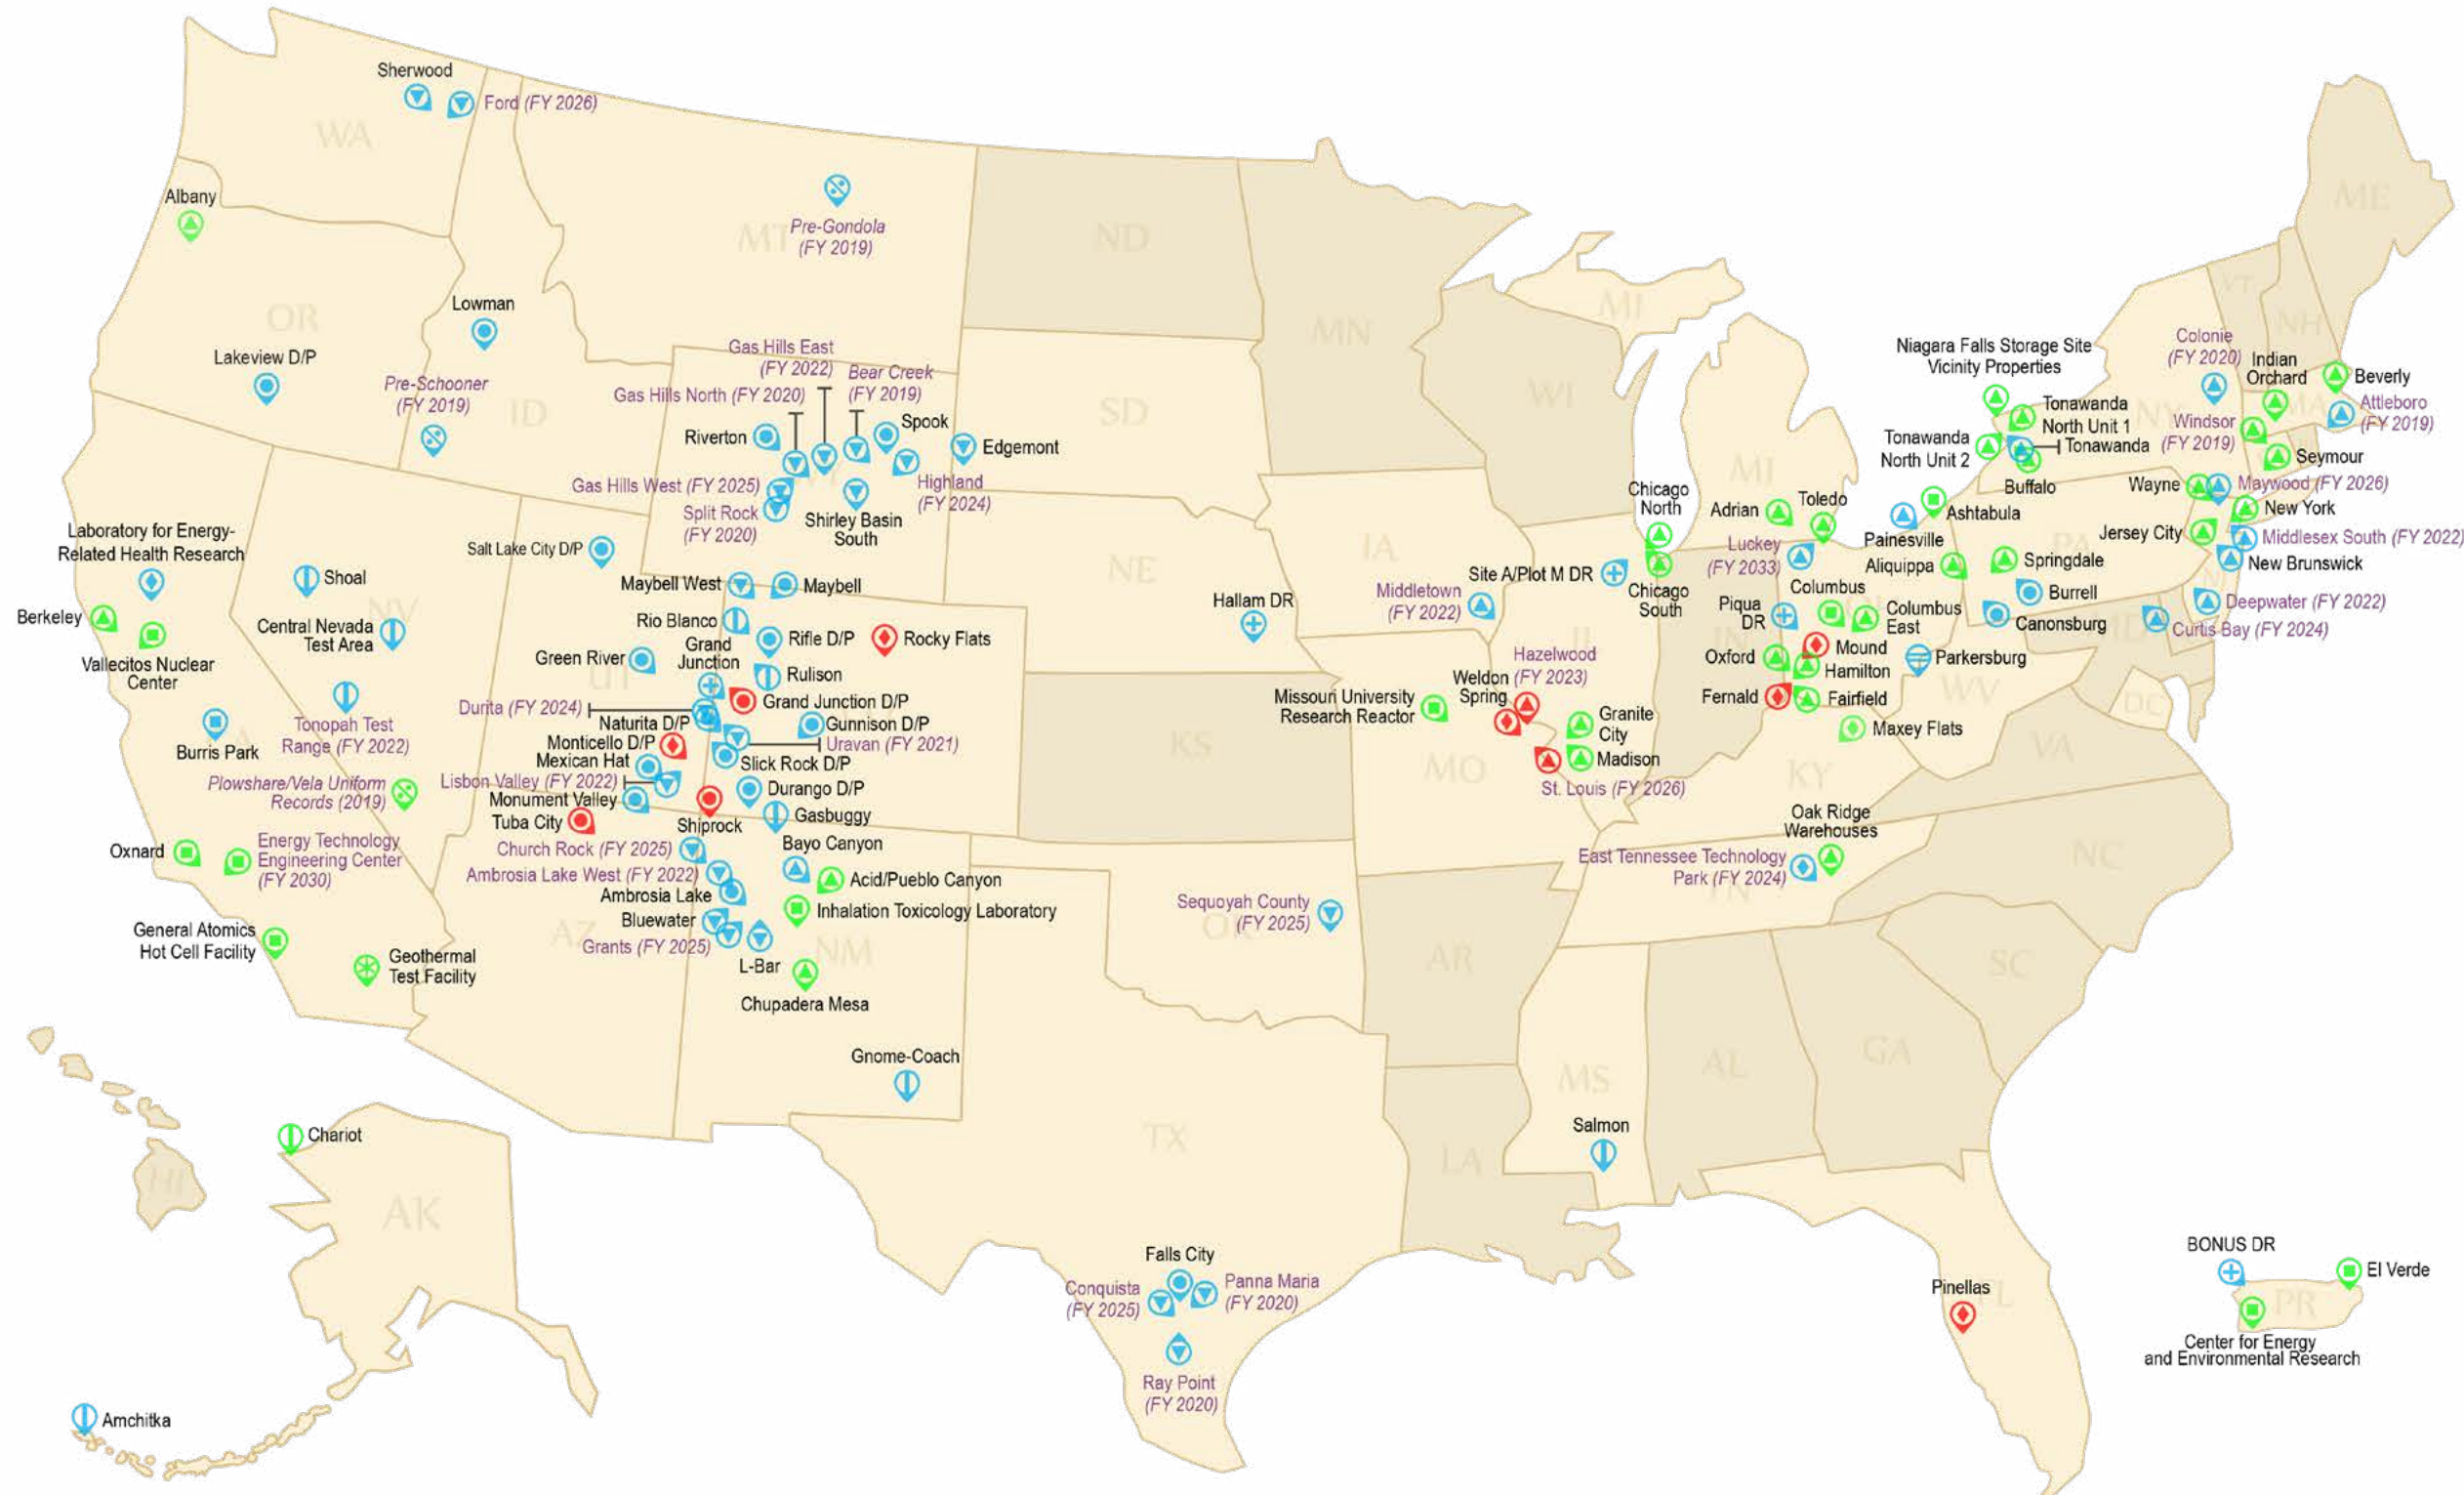 Sherwood
Ford (FY 2026)
WA
Albany
OR
Lakeview D/P
Lowman
Pre-Schooner
(FY 2019)
ID
MT
Pre-Gondola
(FY 2019)
ND
MN
SD
WI
MI
ME
VT
NH
Gas Hills East
(FY 2022)
Bear Creek
(FY 2019)
Gas Hills North (FY 2020)
Riverton
Spook
Edgemont
Gas Hills West (FY 2025)
Highland
(FY 2024)
Split Rock
(FY 2020)
Shirley Basin
South
Niagara Falls Storage Site
Vicinity Properties
Colonie
(FY 2020)
Indian
Orchard
Beverly
MA
Attleboro
(FY 2019)
Tonawanda
North Unit 1
NY
Windsor
(FY 2019)
Tonawanda
North Unit 2
Tonawanda
Seymour
Buffalo
Wayne
Maywood (FY 2026)
New York
Jersey City
Middlesex South (FY 2022)
New Brunswick
Ashtabula
Painesville
Aliquippa
Springdale
PA
Burrell
Canonsburg
Deepwater (FY 2022)
Curtis Bay (FY 2024)
Chicago
North
Adrian
Toledo
MI
Luckey
(FY 2033)
Columbus
Columbus
East
Piqua
DR
Mound
Oxford
Hamilton
Fernald
Fairfield
Maxey Flats
Parkersburg
WV
DC
VA
Site A/Plot M DR
Chicago
South
Middletown
(FY 2022)
IA
NE
Hallam DR
IL
IN
Hazelwood
(FY 2023)
Weldon
Spring
Missouri University
Research Reactor
Granite
City
Madison
St. Louis (FY 2026)
MO
KY
KS
Laboratory for Energy-
Related Health Research
Berkeley
Vallecitos Nuclear
Center
Shoal
NV
Central Nevada
Test Area
Burris Park
Tonopah Test
Range (FY 2022)
Plowshare/Vela Uniform
Records (2019)
Oxnard
Energy Technology
Engineering Center
(FY 2030)
General Atomics
Hot Cell Facility
Geothermal
Test Facility
Salt Lake City D/P
Maybell West
Maybell
Rio Blanco
Rifle D/P
Rocky Flats
Grand
Junction
Green River
UT
Rulison
Grand Junction D/P
Durita (FY 2024)
Naturita D/P
Gunnison D/P
Monticello D/P
Uravan (FY 2021)
Mexican Hat
Slick Rock D/P
Lisbon Valley (FY 2022)
Durango D/P
Monument Valley
Tuba City
Shiprock
Gasbuggy
Church Rock (FY 2025)
Bayo Canyon
Ambrosia Lake West (FY 2022)
Acid/Pueblo Canyon
Ambrosia Lake
Inhalation Toxicology Laboratory
Bluewater
AZ
NM
Grants (FY 2025)
L-Bar
Chupadera Mesa
Gnome-Coach
Sequoyah County
(FY 2025)
OK
AR
Oak Ridge
Warehouses
East Tennessee Technology
Park (FY 2024)
TN
NC
SC
MS
AL
GA
Salmon
TX
LA
Falls City
Conquista
(FY 2025)
Panna Maria
(FY 2020)
Ray Point
(FY 2020)
Pinellas
FL
HI
Chariot
AK
Amchitka
BONUS DR
El Verde
PR
Center for Energy
and Environmental Research